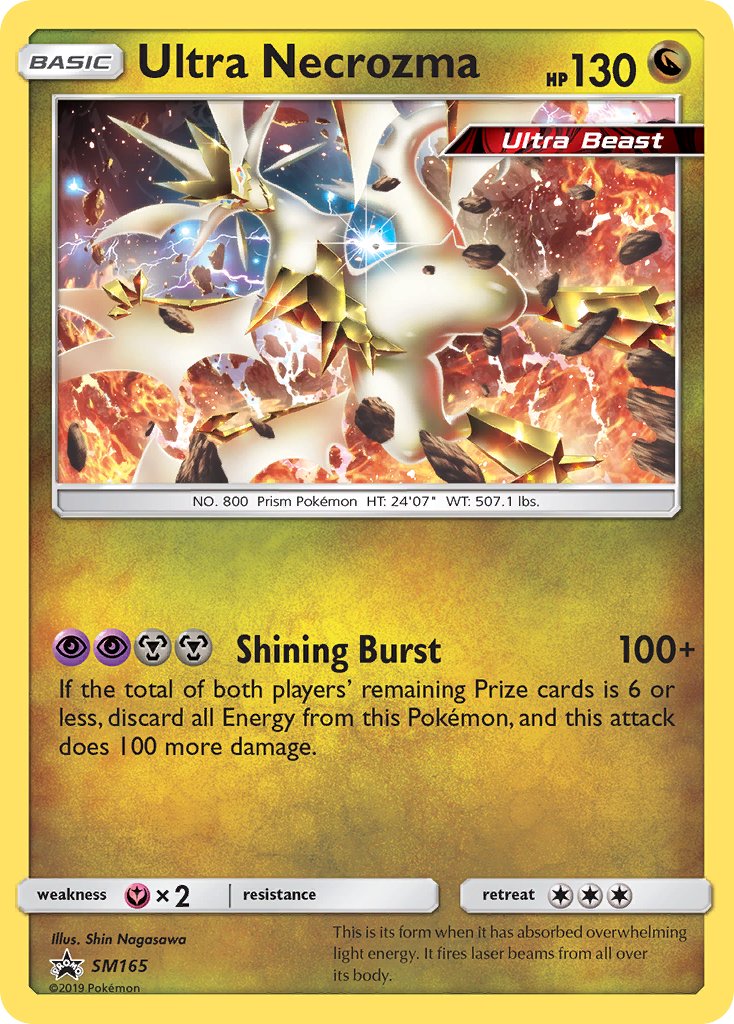 BASIC Ultra Necrozma HP 130
Ultra Beast
NO. 800 Prism Pokémon HT: 24'07" WT: 507.1 lbs.
Shining Burst 100+
If the total of both players' remaining Prize cards is 6 or
less, discard all Energy from this Pokémon, and this attack
does 100 more damage.
weakness ×2 resistance retreat
Illus. Shin Nagasawa
PROMO SM165
©2019 Pokémon
This is its form when it has absorbed overwhelming
light energy. It fires laser beams from all over
its body.